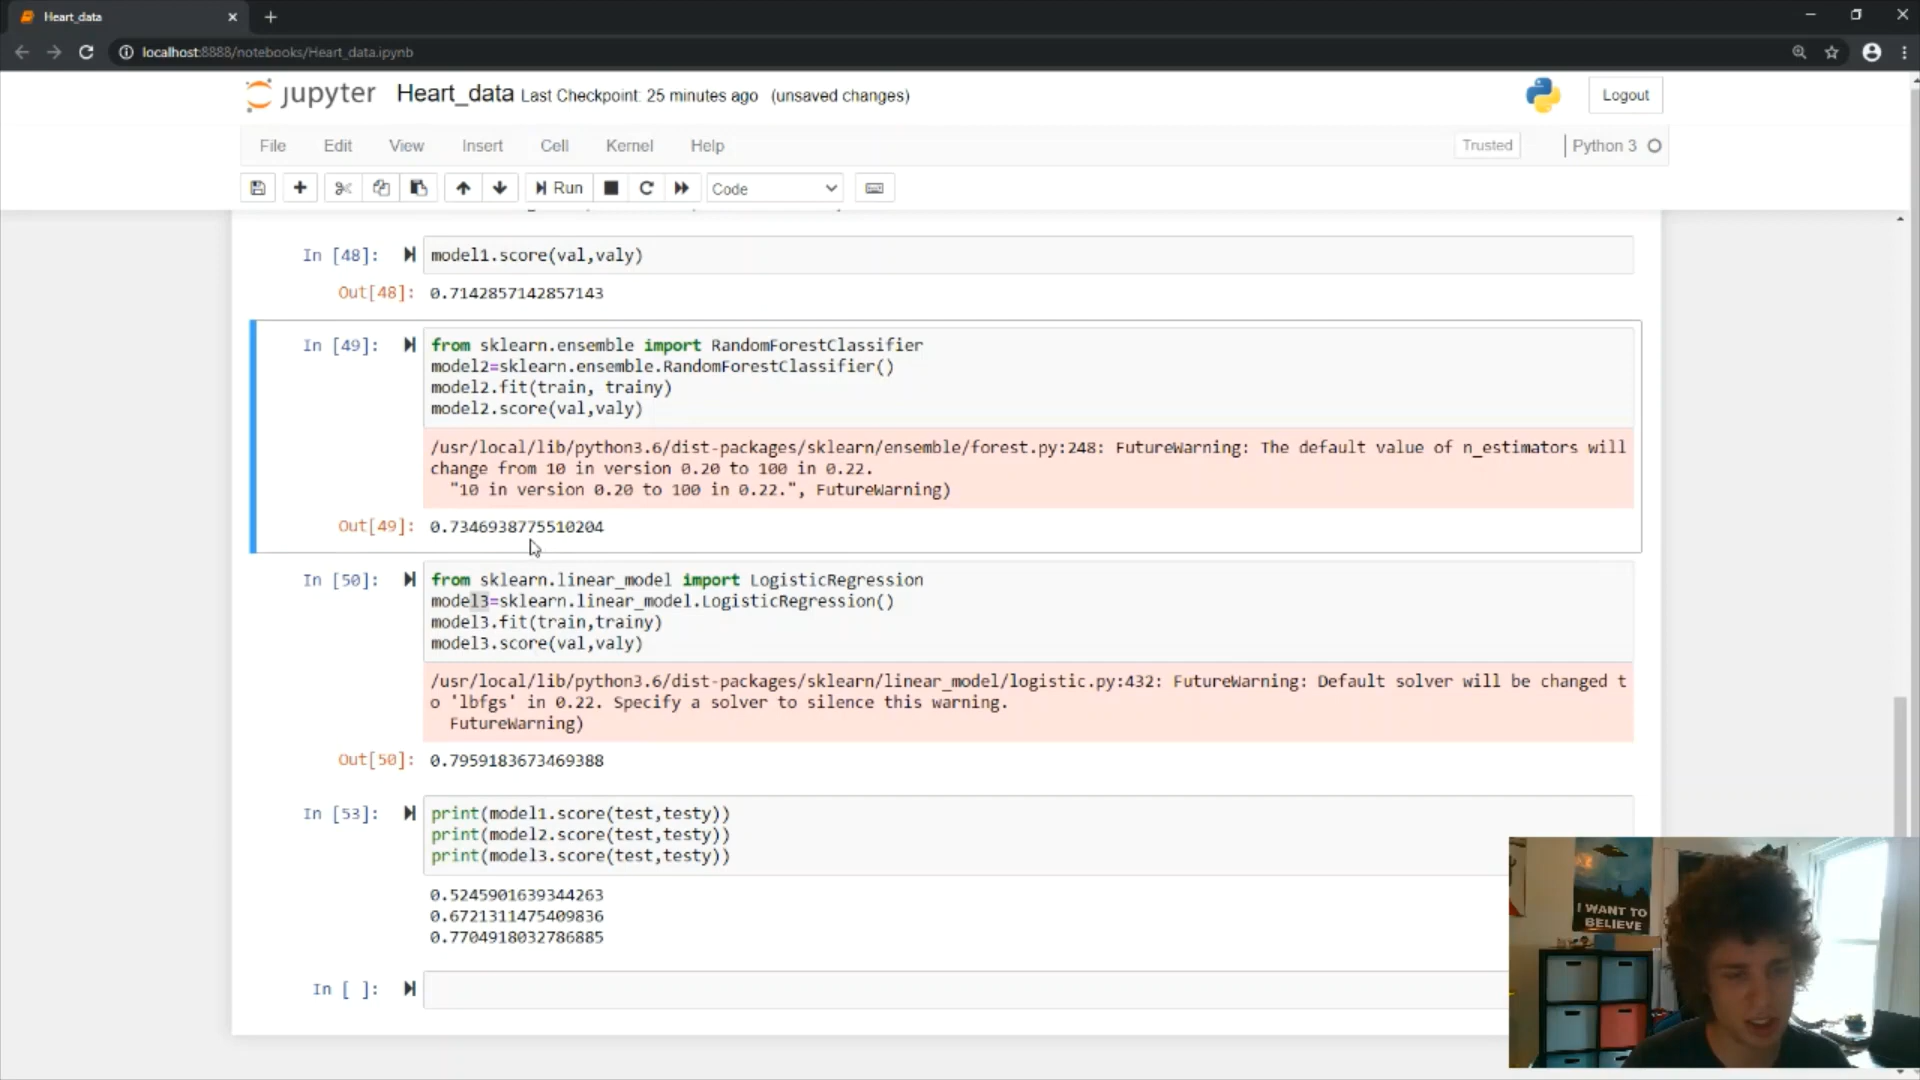 Heart_data
localhost:8888/notebooks/Heart_data.ipynb
jupyter Heart_data Last Checkpoint: 25 minutes ago (unsaved changes)
Logout
File Edit View Insert Cell Kernel Help
Trusted
Python 3
Run
Code
In [48]:
model1.score(val,valy)
Out[48]: 0.7142857142857143
In [49]:
from sklearn.ensemble import RandomForestClassifier
model2=sklearn.ensemble.RandomForestClassifier()
model2.fit(train, trainy)
model2.score(val,valy)
/usr/local/lib/python3.6/dist-packages/sklearn/ensemble/forest.py:248: FutureWarning: The default value of n_estimators will
change from 10 in version 0.20 to 100 in 0.22.
"10 in version 0.20 to 100 in 0.22.", FutureWarning)
Out[49]: 0.7346938775510204
In [50]:
from sklearn.linear_model import LogisticRegression
model3=sklearn.linear_model.LogisticRegression()
model3.fit(train,trainy)
model3.score(val,valy)
/usr/local/lib/python3.6/dist-packages/sklearn/linear_model/logistic.py:432: FutureWarning: Default solver will be changed t
o 'lbfgs' in 0.22. Specify a solver to silence this warning.
FutureWarning)
Out[50]: 0.7959183673469388
In [53]:
print(model1.score(test,testy))
print(model2.score(test,testy))
print(model3.score(test,testy))
0.5245901639344263
0.6721311475409836
0.7704918032786885
In [ ]:
I WANT TO
BELIEVE